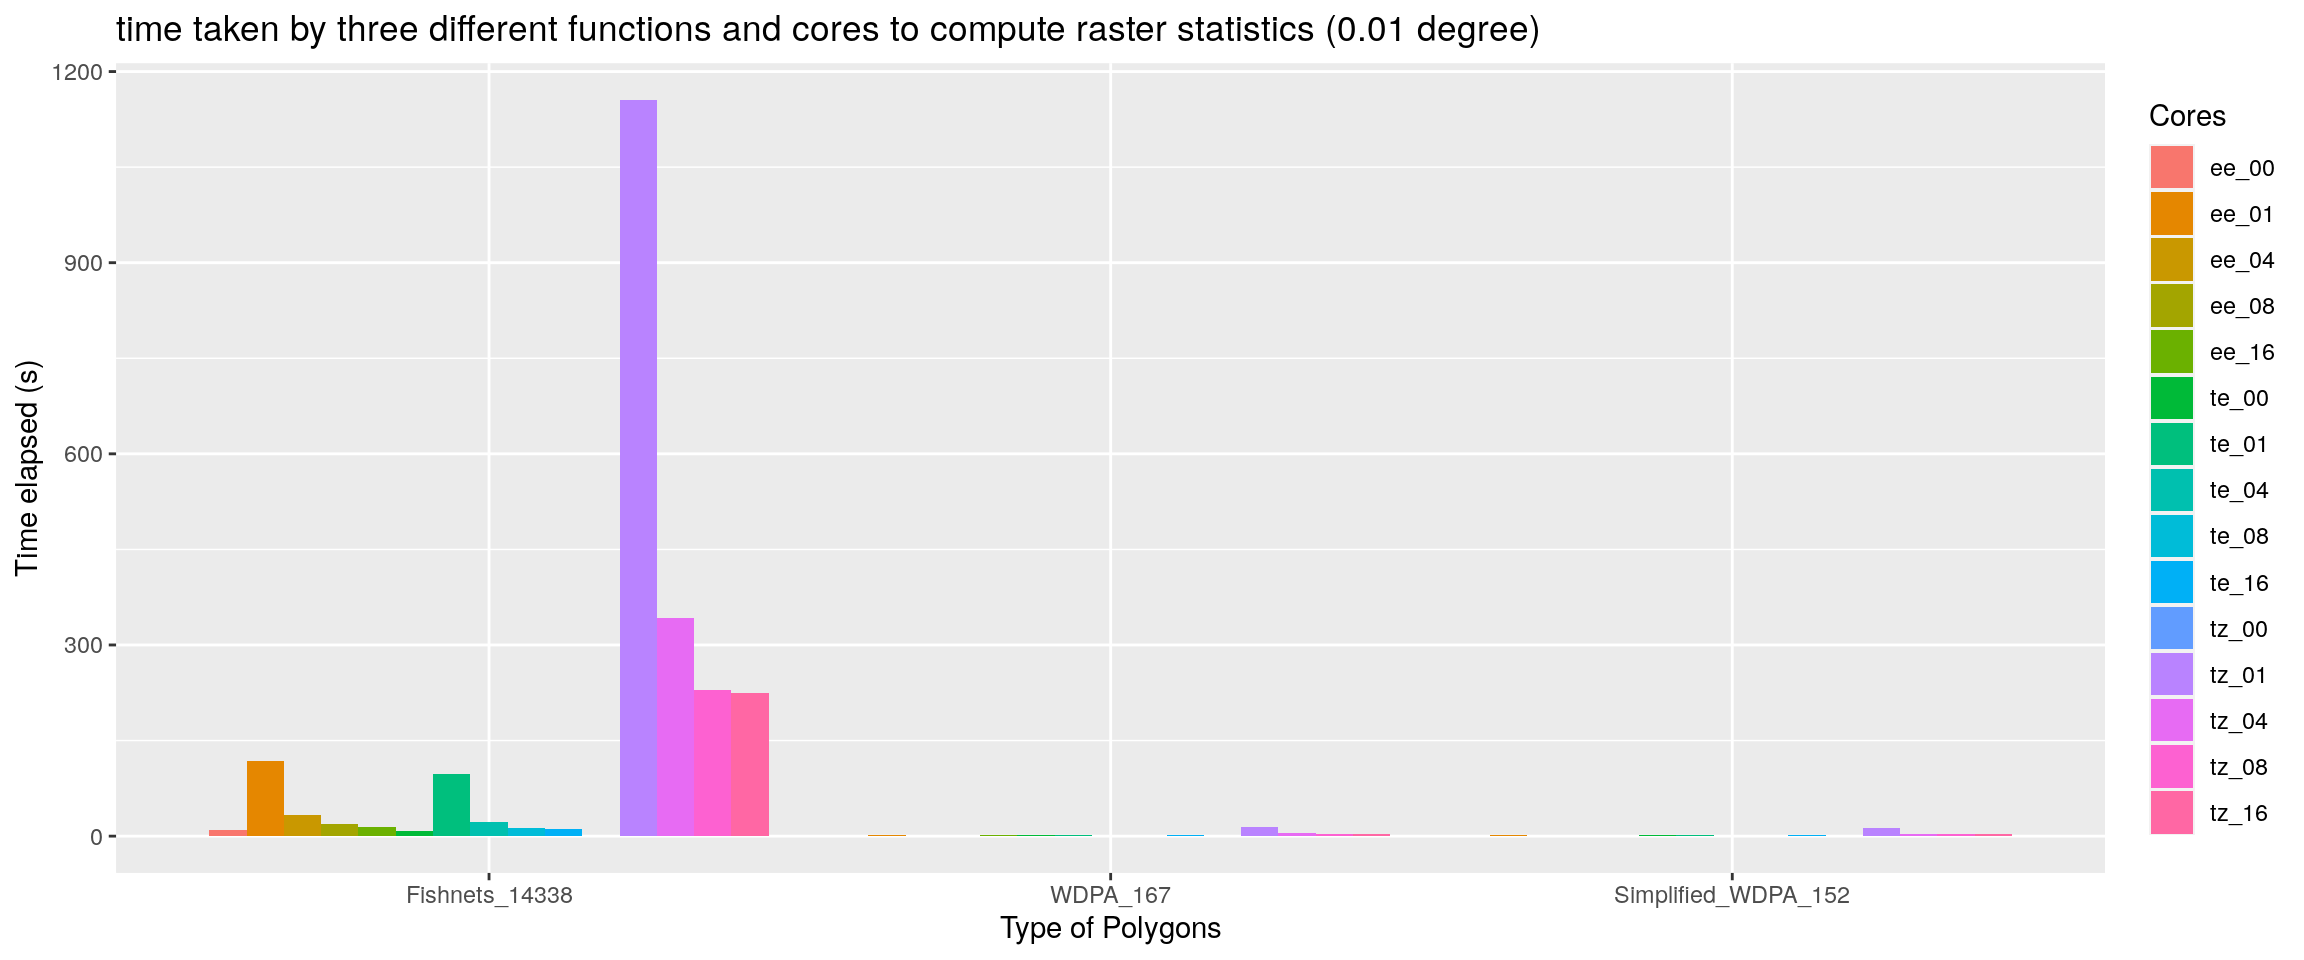 time taken by three different functions and cores to compute raster statistics (0.01 degree)
1200
900
600
300
0
Time elapsed (s)
Fishnets_14338
WDPA_167
Simplified_WDPA_152
Type of Polygons
Cores
ee_00
ee_01
ee_04
ee_08
ee_16
te_00
te_01
te_04
te_08
te_16
tz_00
tz_01
tz_04
tz_08
tz_16